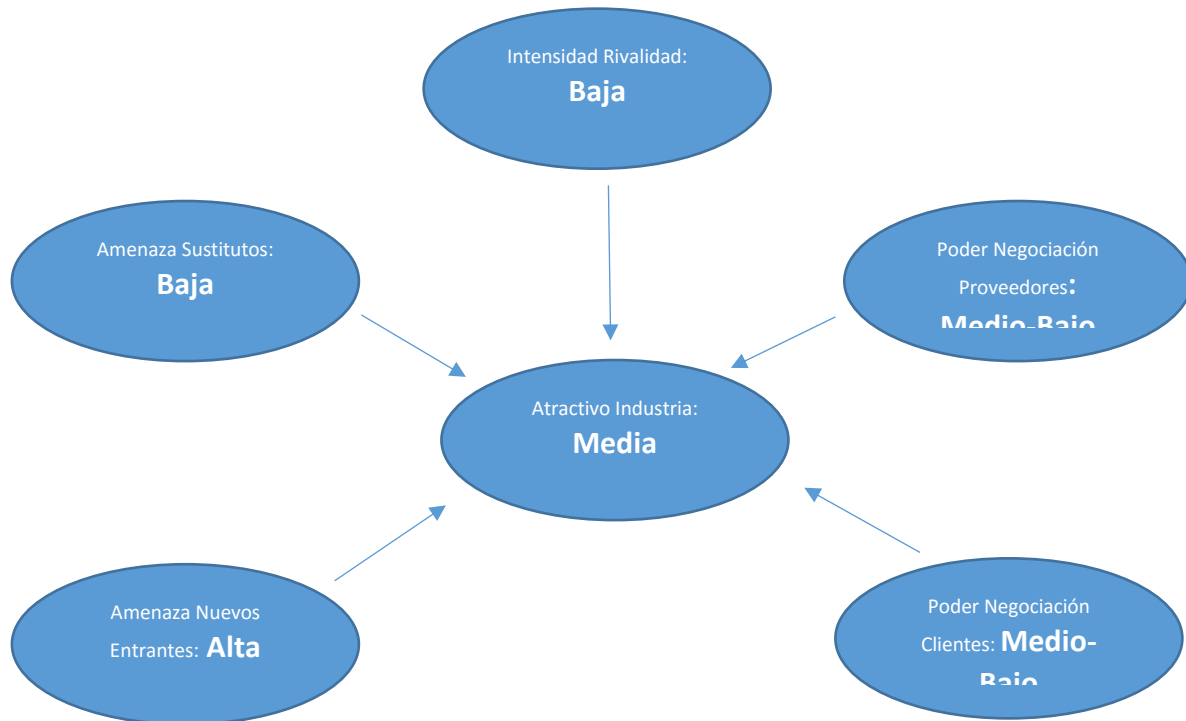 Intensidad Rivalidad:
Baja
Amenaza Sustitutos:
Baja
Poder Negociación
Proveedores:
Medio-Bajo
Atractivo Industria:
Media
Amenaza Nuevos
Entrantes: Alta
Poder Negociación
Clientes: Medio-
Bajo